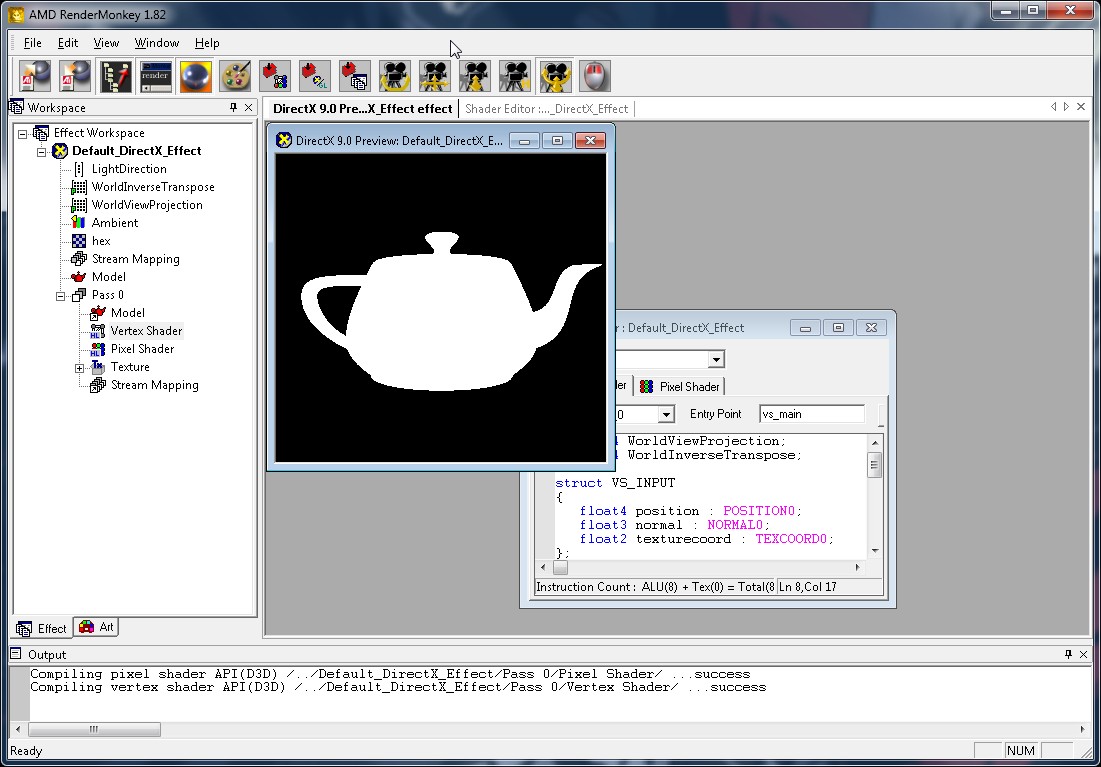 AMD RenderMonkey 1.82
File Edit View Window Help
render
Workspace
DirectX 9.0 Pre...X_Effect effect
Shader Editor :..._DirectX_Effect
Effect Workspace
Default_DirectX_Effect
LightDirection
WorldInverseTranspose
WorldViewProjection
Ambient
hex
Stream Mapping
Model
Pass 0
Model
Vertex Shader
Pixel Shader
Texture
Stream Mapping
DirectX 9.0 Preview: Default_DirectX_E...
r : Default_DirectX_Effect
der
Pixel Shader
_0
Entry Point
vs_main
4 WorldViewProjection;
4 WorldInverseTranspose;
struct VS_INPUT
{
float4 position : POSITION0;
float3 normal : NORMAL0;
float2 texturecoord : TEXCOORD0;
};
Instruction Count : ALU(8) + Tex(0) = Total(8
Ln 8,Col 17
Effect
Art
Output
Compiling pixel shader API(D3D) /../Default_DirectX_Effect/Pass 0/Pixel Shader/ ...success
Compiling vertex shader API(D3D) /../Default_DirectX_Effect/Pass 0/Vertex Shader/ ...success
Ready
NUM